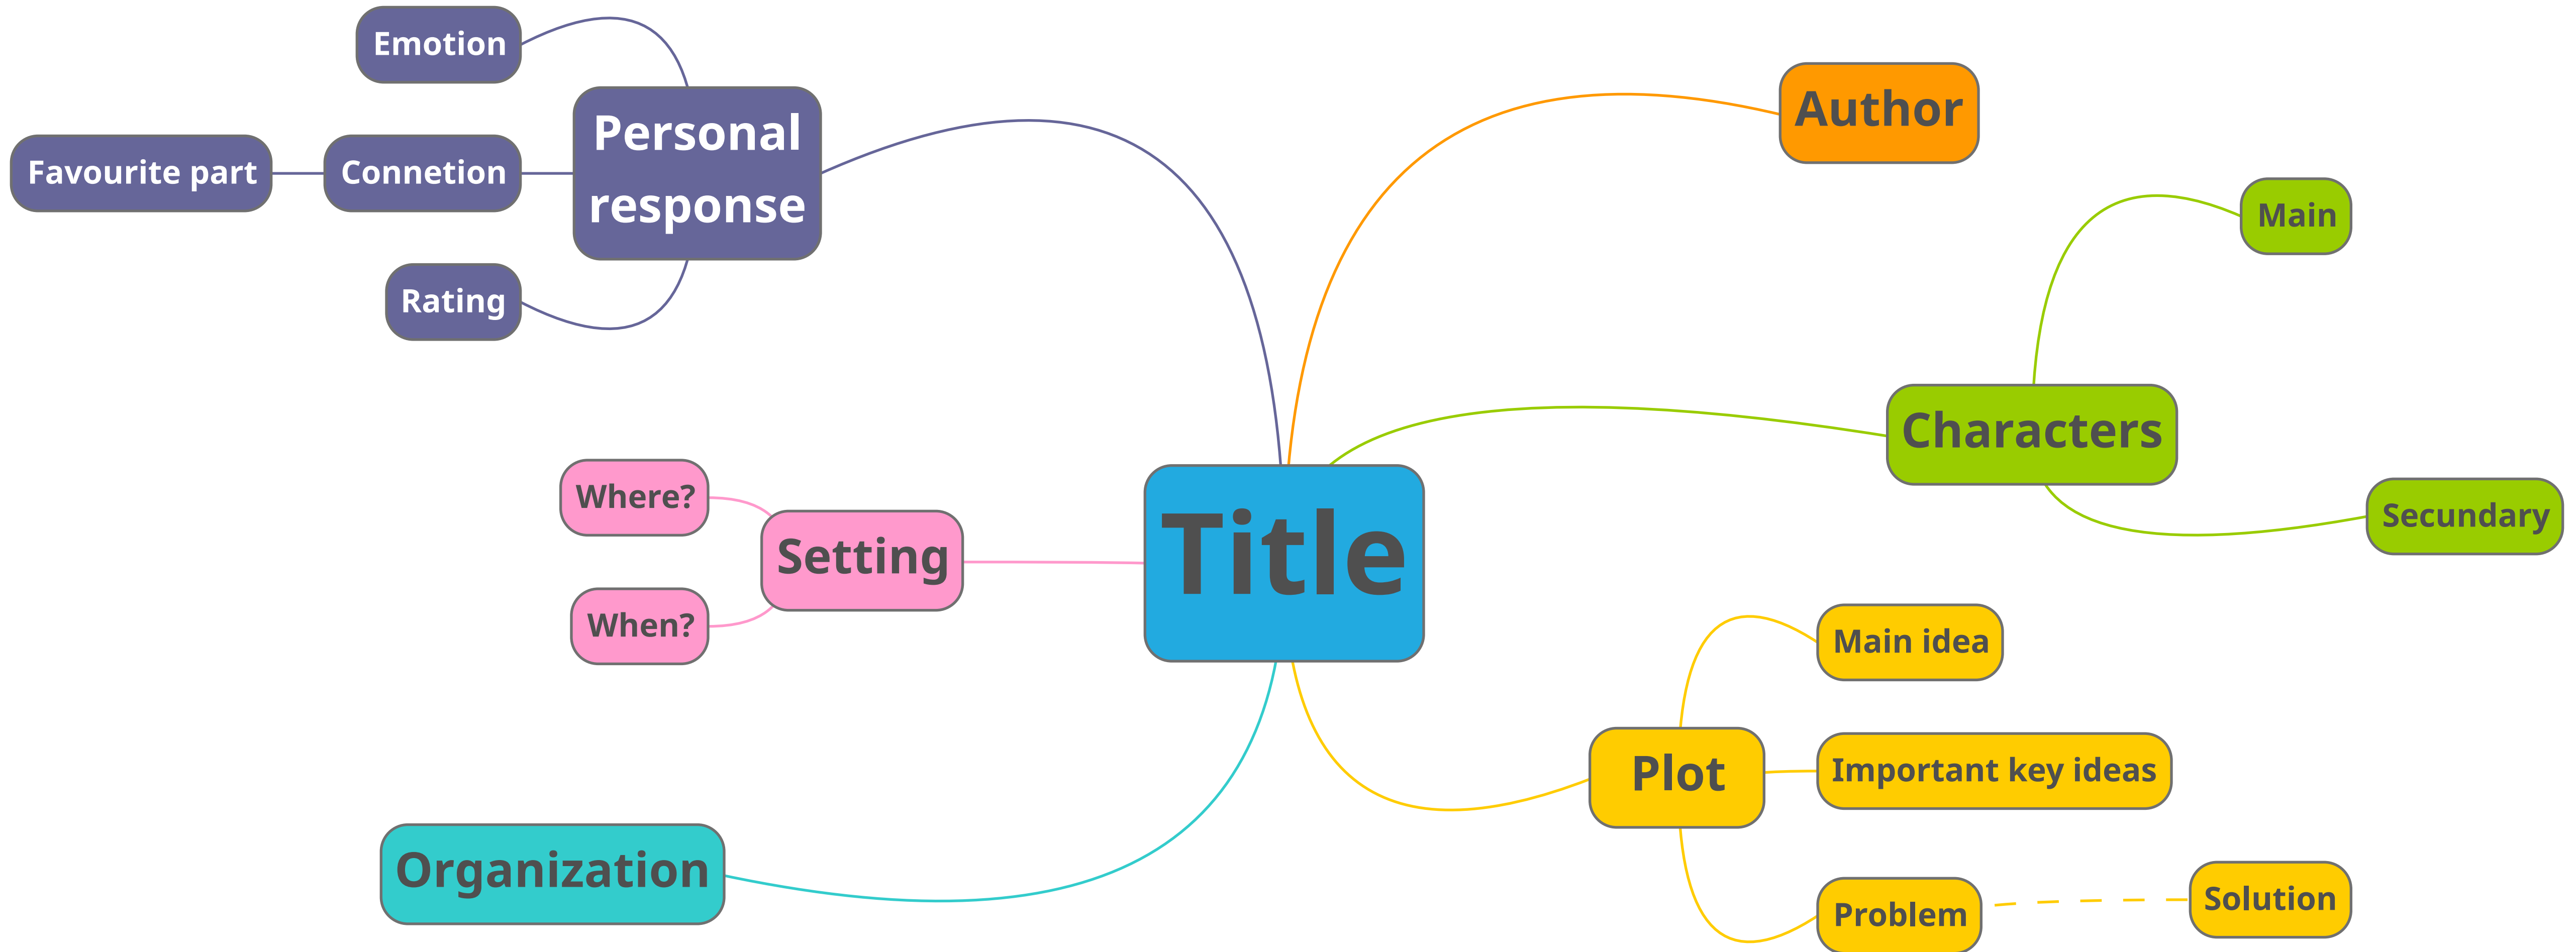 Emotion
Personal
response
Favourite part
Connetion
Rating
Author
Main
Characters
Secundary
Title
Where?
Setting
When?
Main idea
Plot
Important key ideas
Organization
Problem
Solution